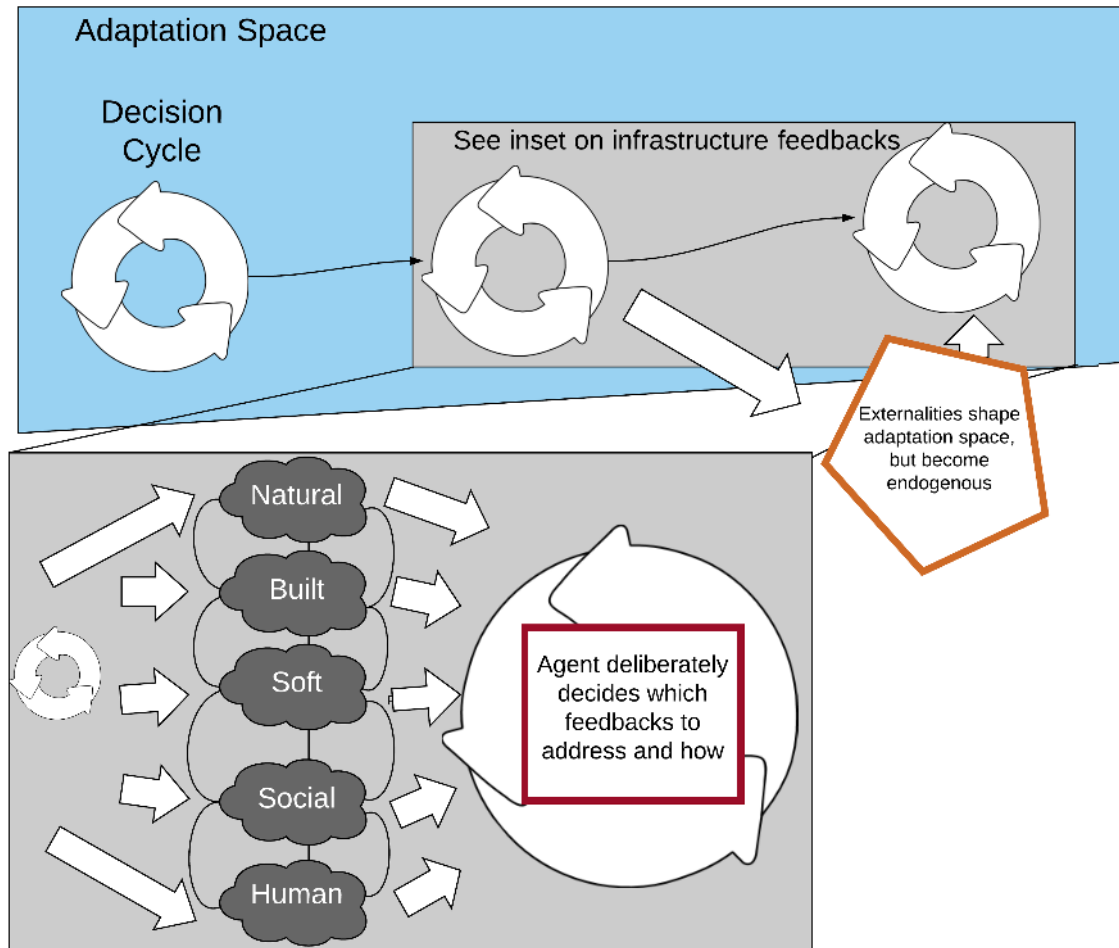 Adaptation Space
Decision
Cycle
See inset on infrastructure feedbacks
Externalities shape
adaptation space,
but become
endogenous
Natural
Built
Soft
Social
Human
Agent deliberately
decides which
feedbacks to
address and how